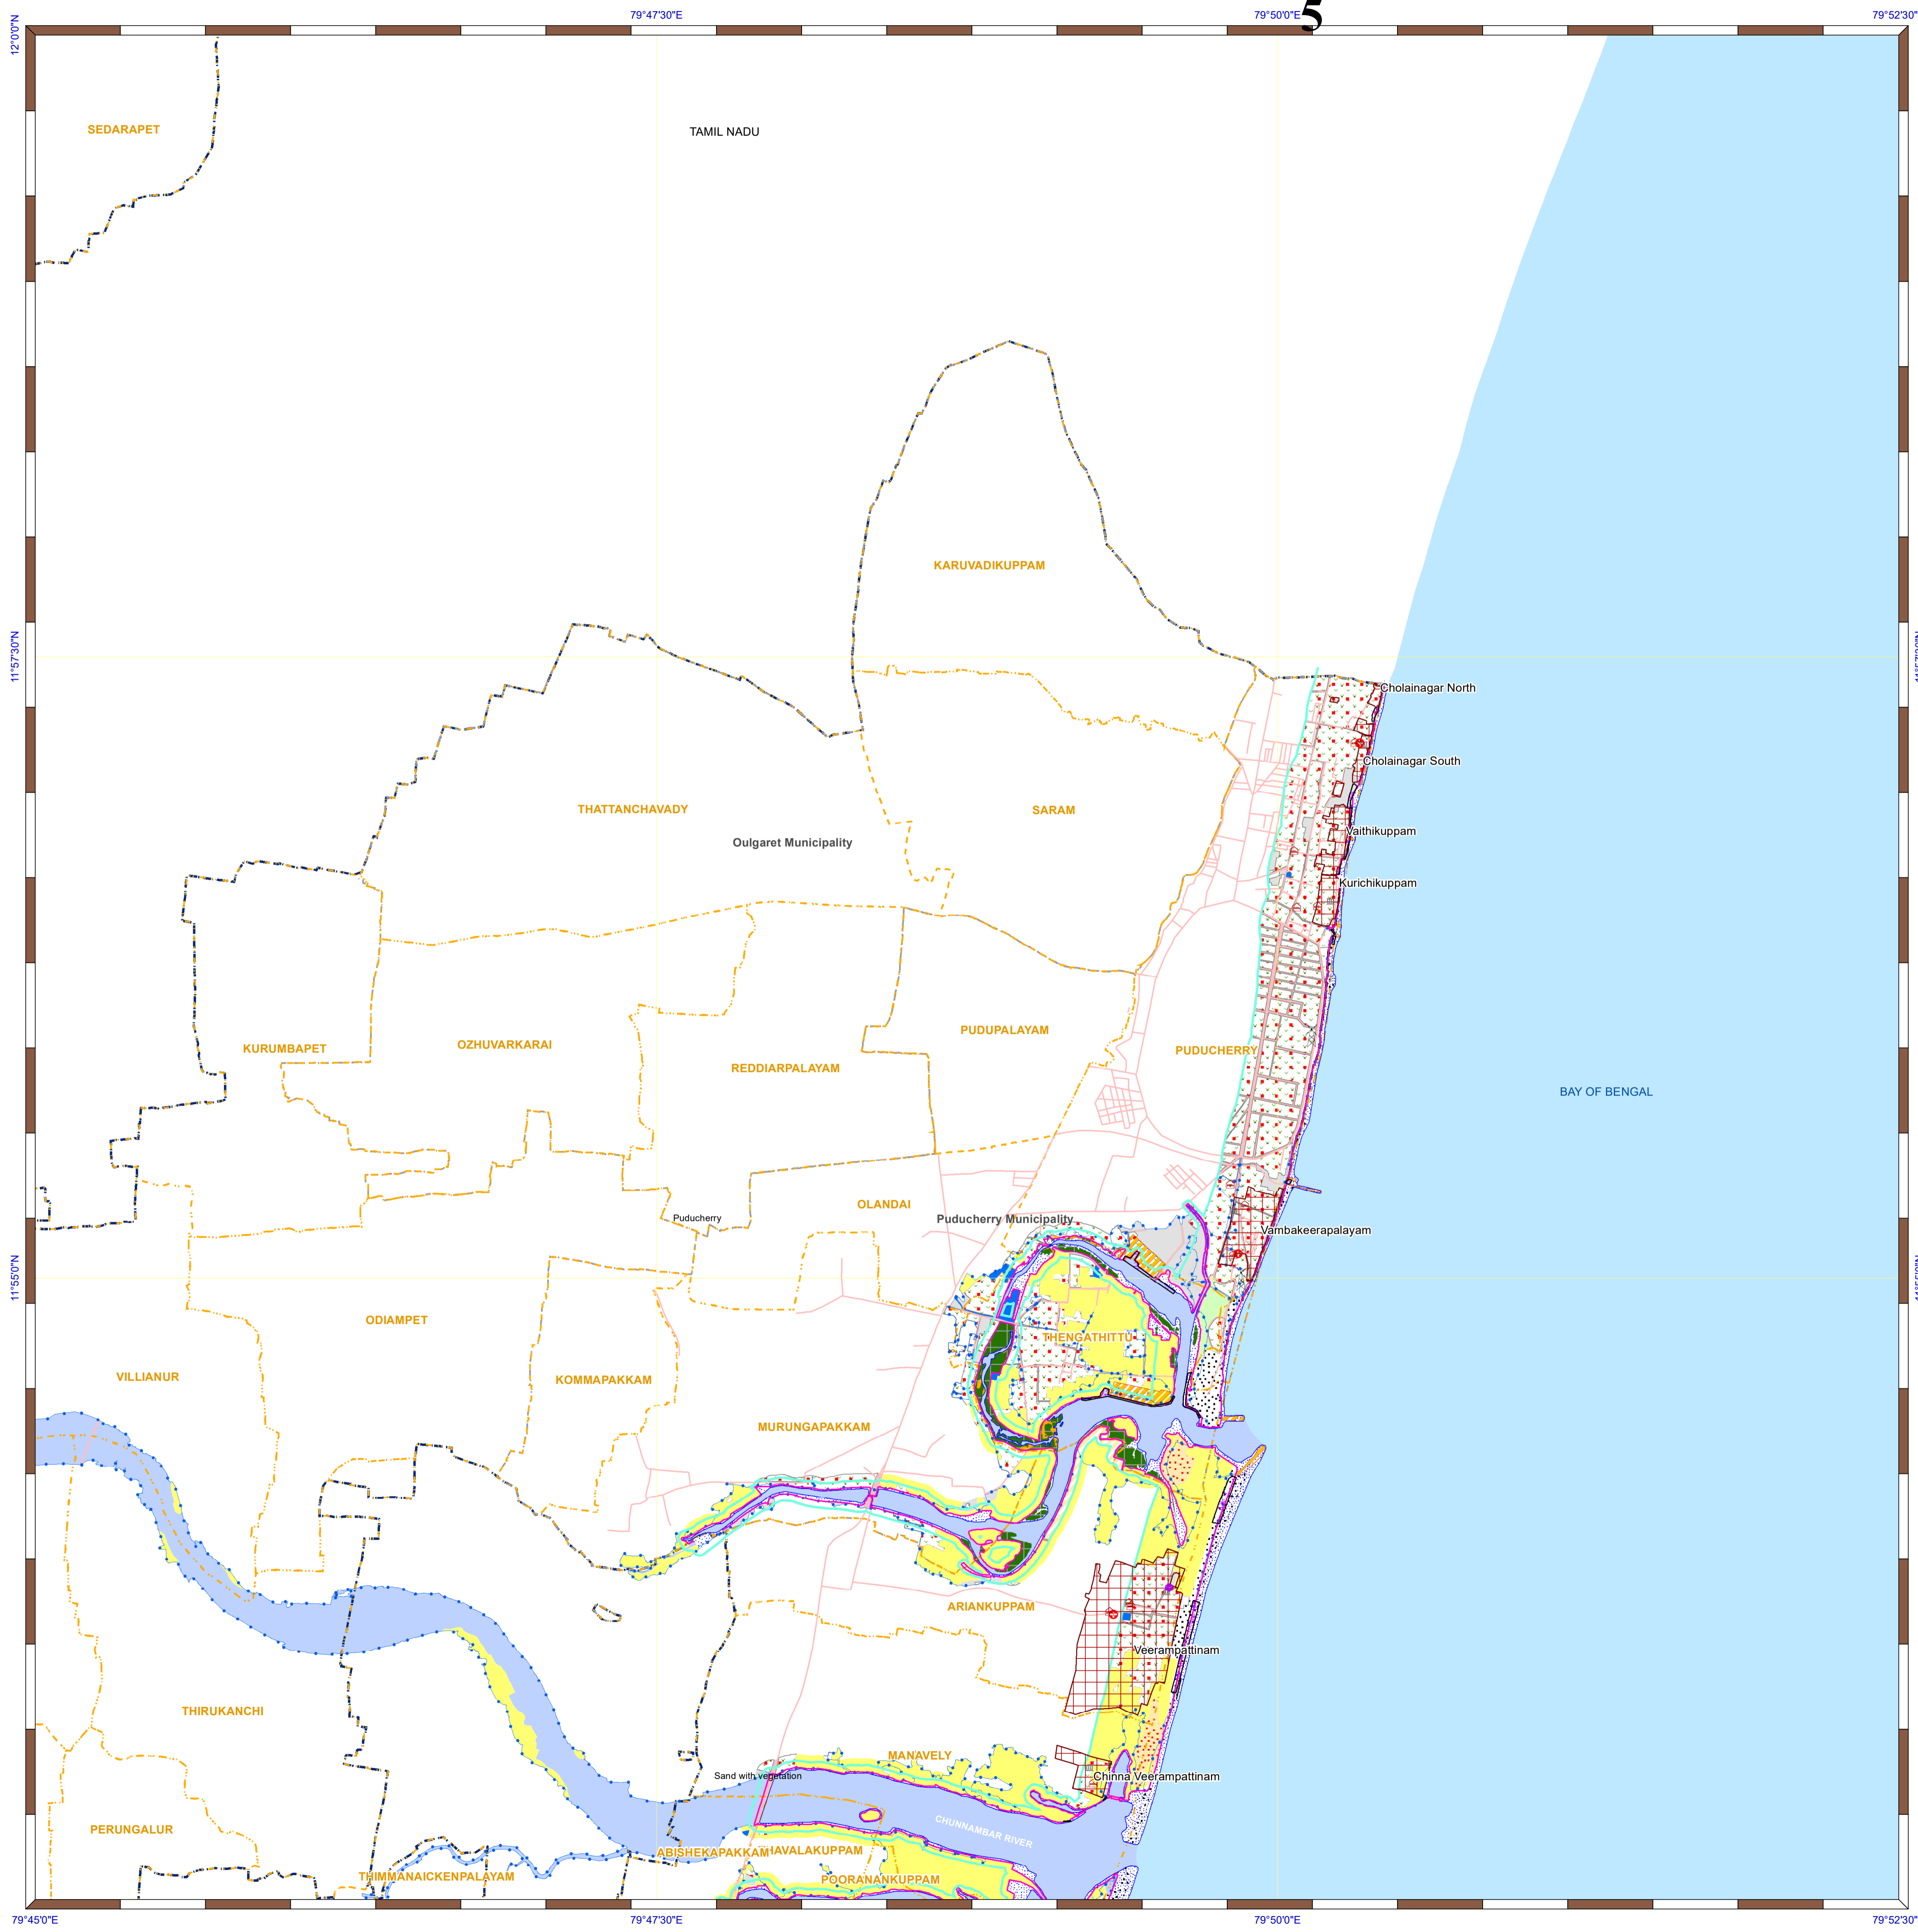 5
79°47'30"E
79°50'0"E
79°52'30"
12°0'0"N
SEDARAPET
TAMIL NADU
KARUVADIKUPPAM
11°57'30"N
Cholainagar North
Cholainagar South
THATTANCHAVADY
SARAM
Vaithikuppam
Oulgaret Municipality
Kurichikuppam
PUDUPALAYAM
KURUMBAPET
OZHUVARKARAI
PUDUCHERRY
REDDIARPALAYAM
BAY OF BENGAL
OLANDAI
Puducherry
Puducherry Municipality
Vambakeerapalayam
11°55'0"N
ODIAMPET
THENGATHITTU
VILLIANUR
KOMMAPAKKAM
MURUNGAPAKKAM
ARIANKUPPAM
Veerampattinam
THIRUKANCHI
MANAVELY
Sand with vegetation
Chinna Veerampattinam
PERUNGALUR
CHUNNAMBAR RIVER
ABISHEKAPAKKAM
HAVALAKUPPAM
THIMMANAICKENPALAYAM
POORANANKUPPAM
79°45'0"E
79°47'30"E
79°50'0"E
79°52'30"